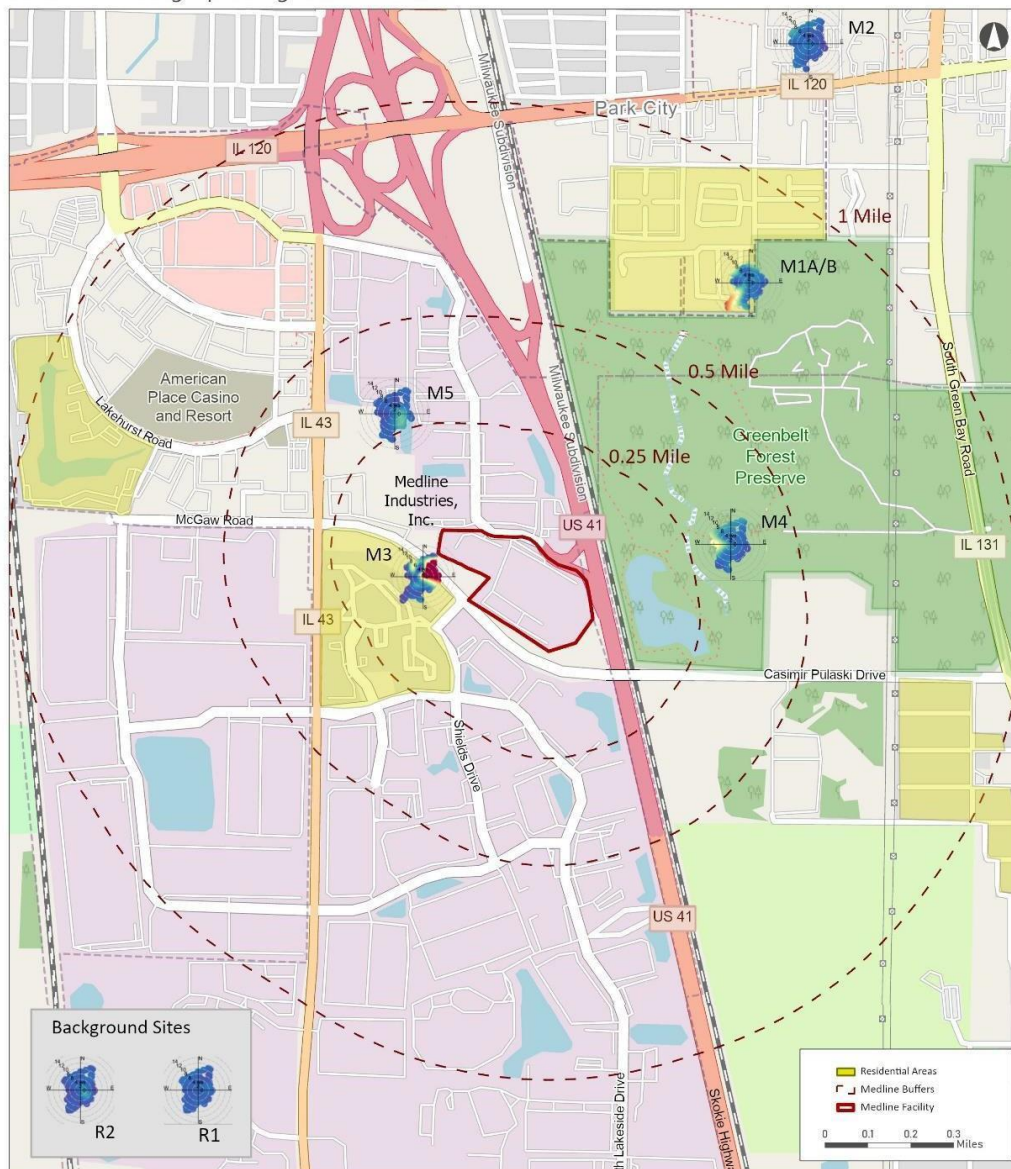 M2
IL 120
Park City
Milwaukee Subdivision
IL 120
1 Mile
M1A/B
South Green Bay Road
American
Place Casino
and Resort
Lakehurst Road
IL 43
M5
Milwaukee Subdivision
0.5 Mile
0.25 Mile
Greenbelt
Forest
Preserve
Medline
Industries,
Inc.
McGaw Road
US 41
M4
IL 131
M3
IL 43
Casimir Pulaski Drive
Shields Drive
US 41
Background Sites
R2
R1
Lakeside Drive
Residential Areas
Medline Buffers
Medline Facility
0 0.1 0.2 0.3
Miles